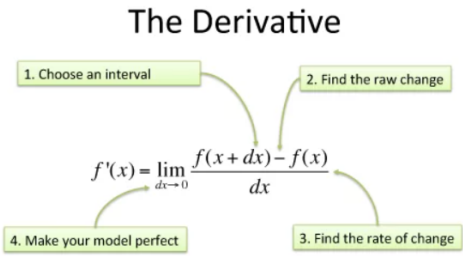 The Derivative
1. Choose an interval
2. Find the raw change
f'(x) = lim dx→0 f(x + dx) – f(x) / dx
4. Make your model perfect
3. Find the rate of change